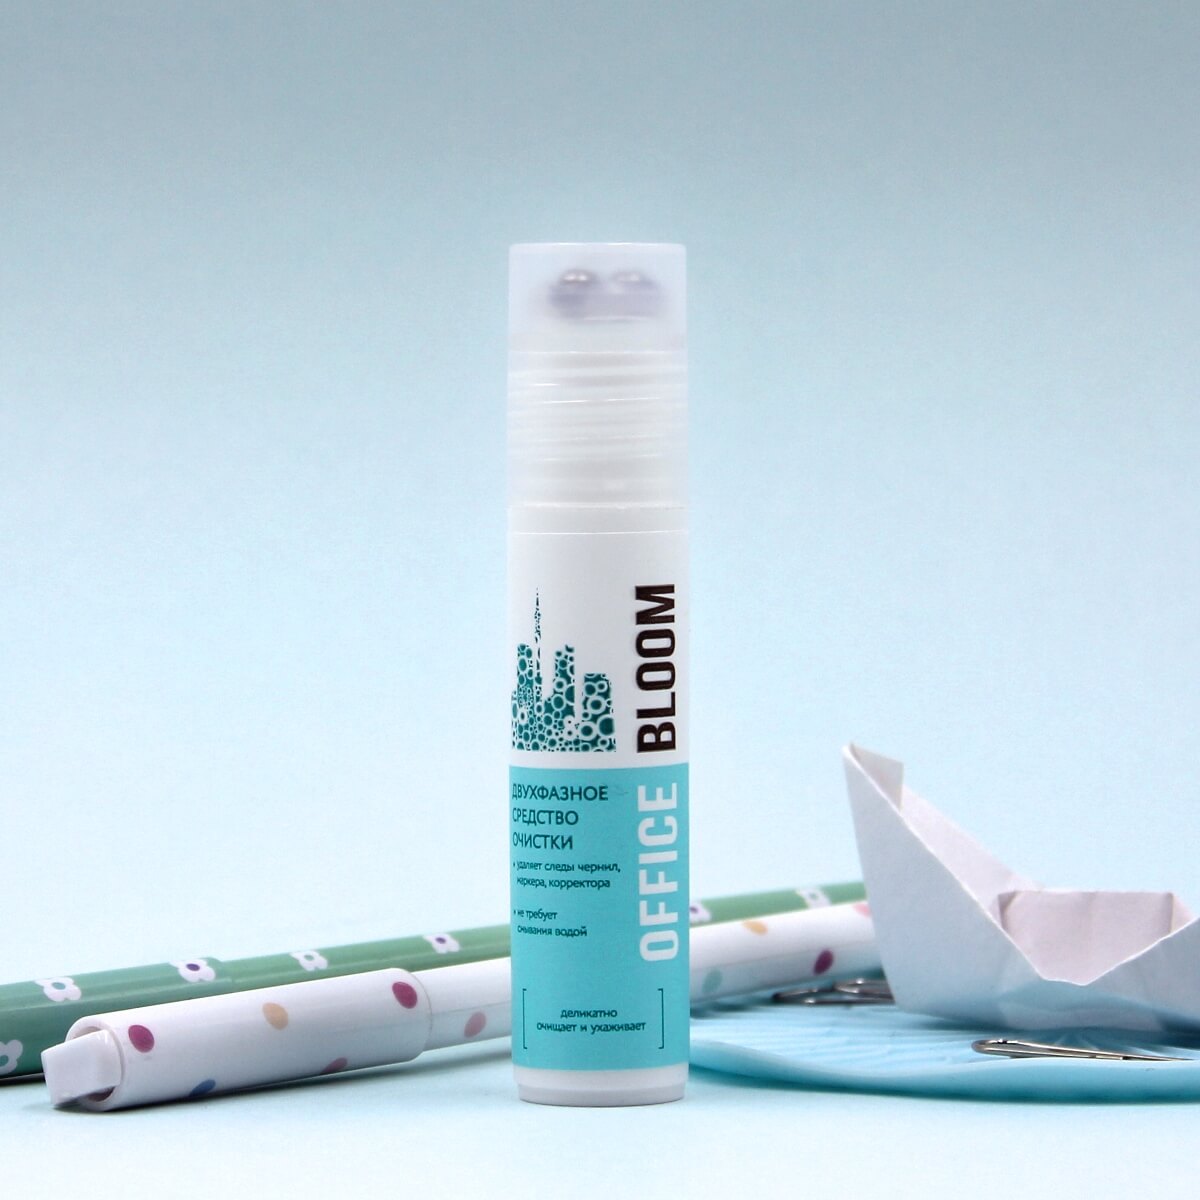 OFFICE BLOOM
ДВУХФАЗНОЕ
СРЕДСТВО
ОЧИСТКИ
• удаляет следы чернил,
маркера, корректора
• не требует
смывания водой
деликатно
очищает и ухаживает